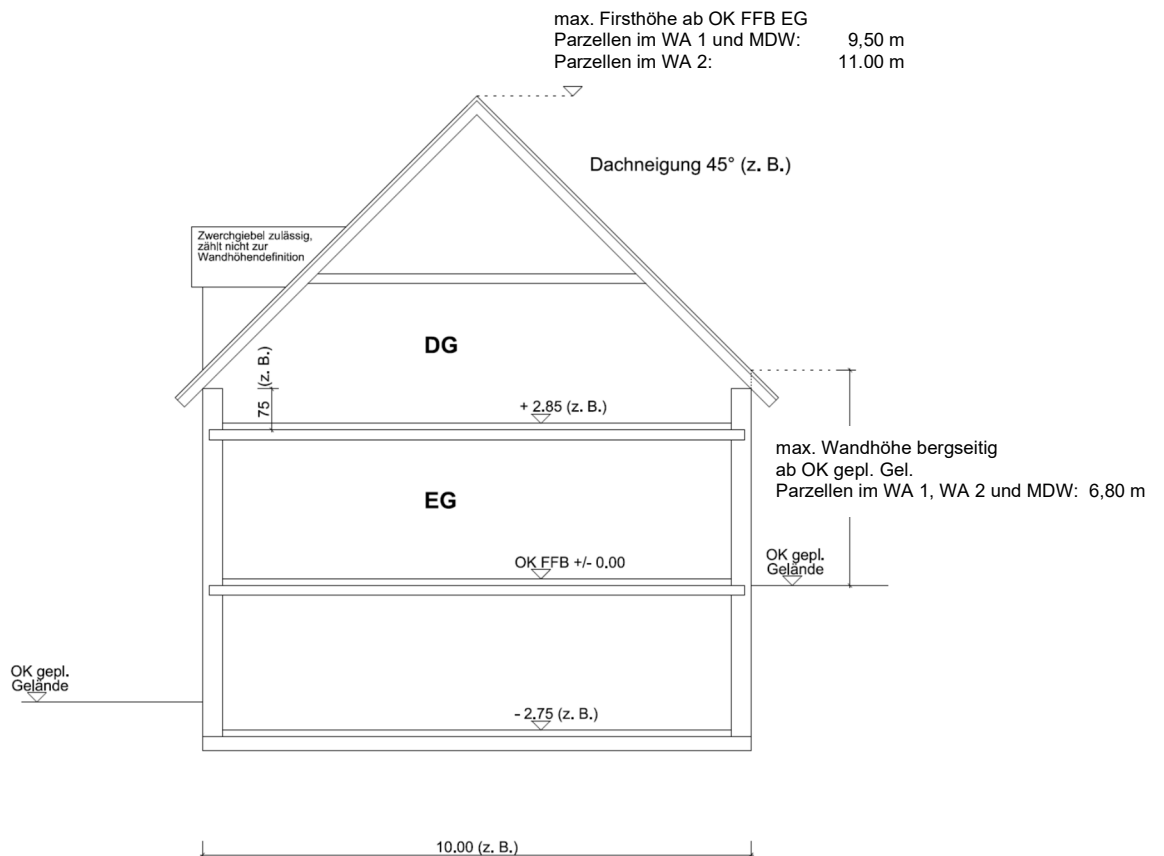 max. Firsthöhe ab OK FFB EG
Parzellen im WA 1 und MDW: 9,50 m
Parzellen im WA 2: 11.00 m
Dachneigung 45° (z. B.)
Zwerchgiebel zulässig,
zählt nicht zur
Wandhöhendefinition
DG
75 (z. B.)
+ 2.85 (z. B.)
max. Wandhöhe bergseitig
ab OK gepl. Gel.
Parzellen im WA 1, WA 2 und MDW: 6,80 m
EG
OK FFB +/- 0.00
OK gepl.
Gelände
OK gepl.
Gelände
- 2.75 (z. B.)
10.00 (z. B.)